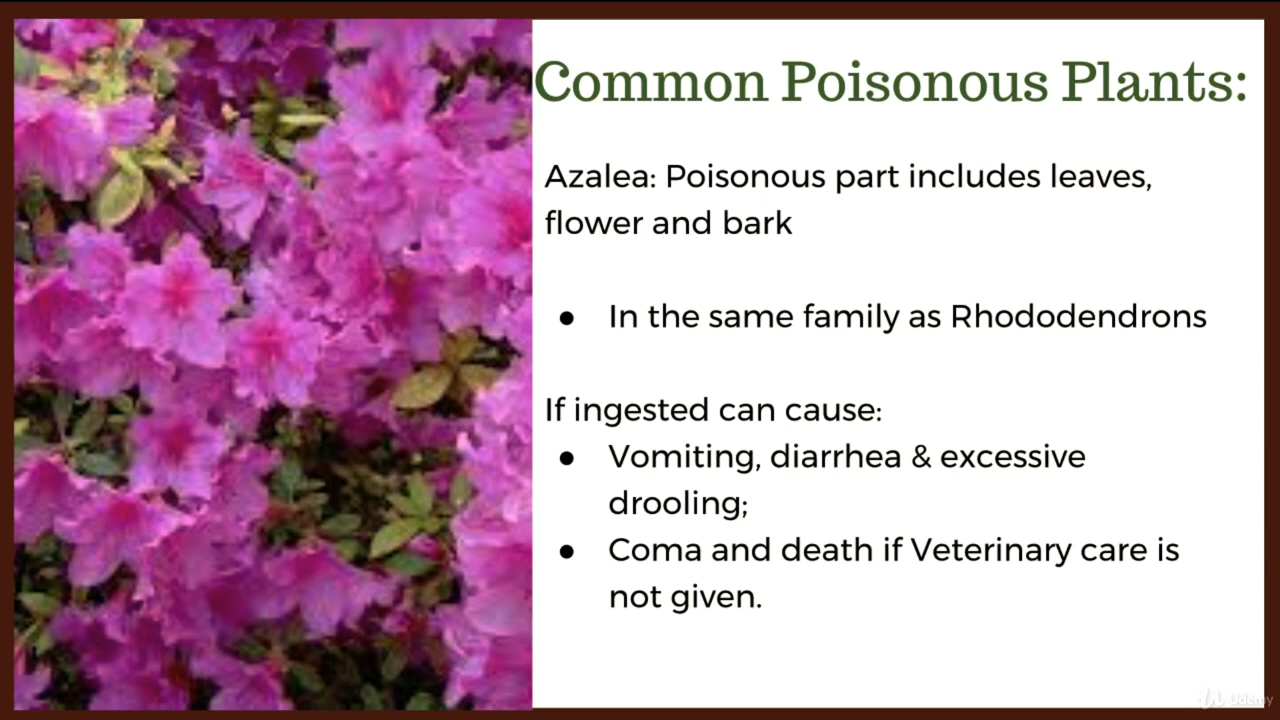 Common Poisonous Plants:
Azalea: Poisonous part includes leaves,
flower and bark
● In the same family as Rhododendrons
If ingested can cause:
● Vomiting, diarrhea & excessive
drooling;
● Coma and death if Veterinary care is
not given.
Udemy